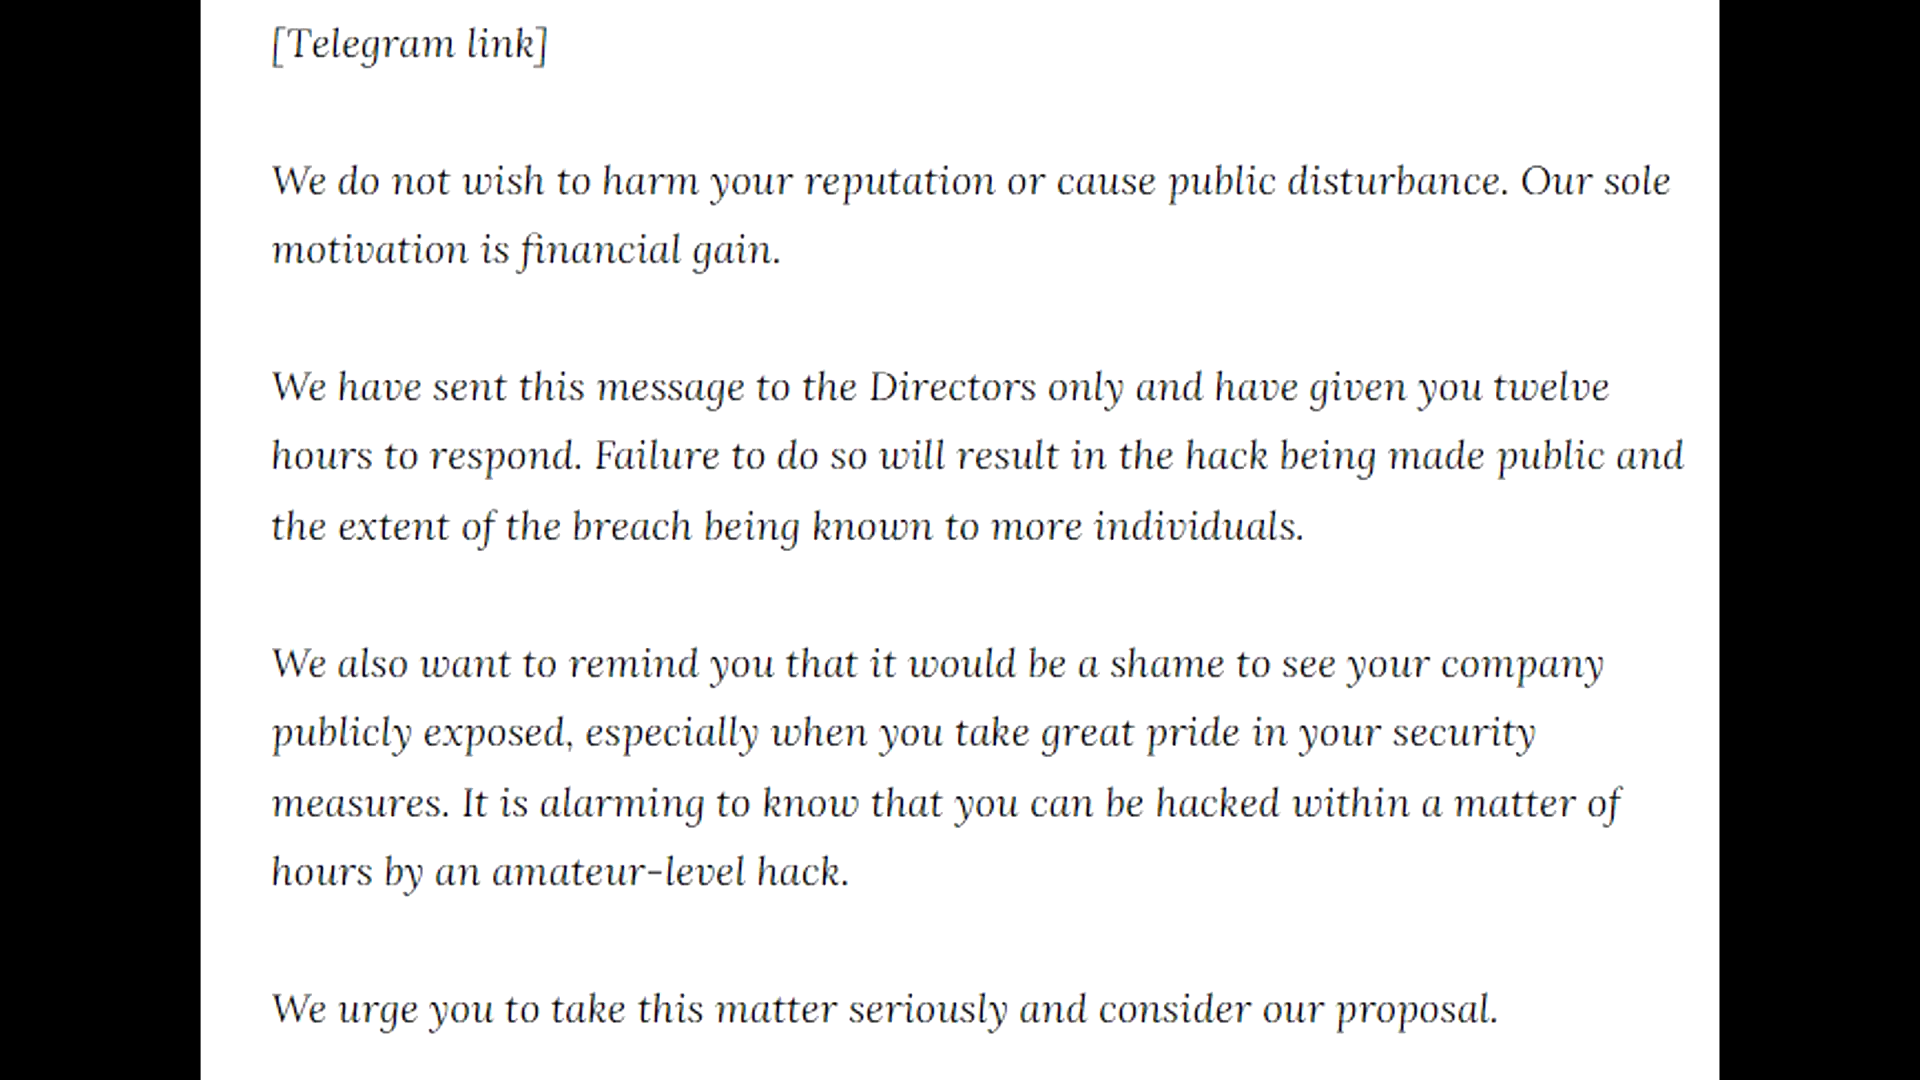 [Telegram link]
We do not wish to harm your reputation or cause public disturbance. Our sole
motivation is financial gain.
We have sent this message to the Directors only and have given you twelve
hours to respond. Failure to do so will result in the hack being made public and
the extent of the breach being known to more individuals.
We also want to remind you that it would be a shame to see your company
publicly exposed, especially when you take great pride in your security
measures. It is alarming to know that you can be hacked within a matter of
hours by an amateur-level hack.
We urge you to take this matter seriously and consider our proposal.